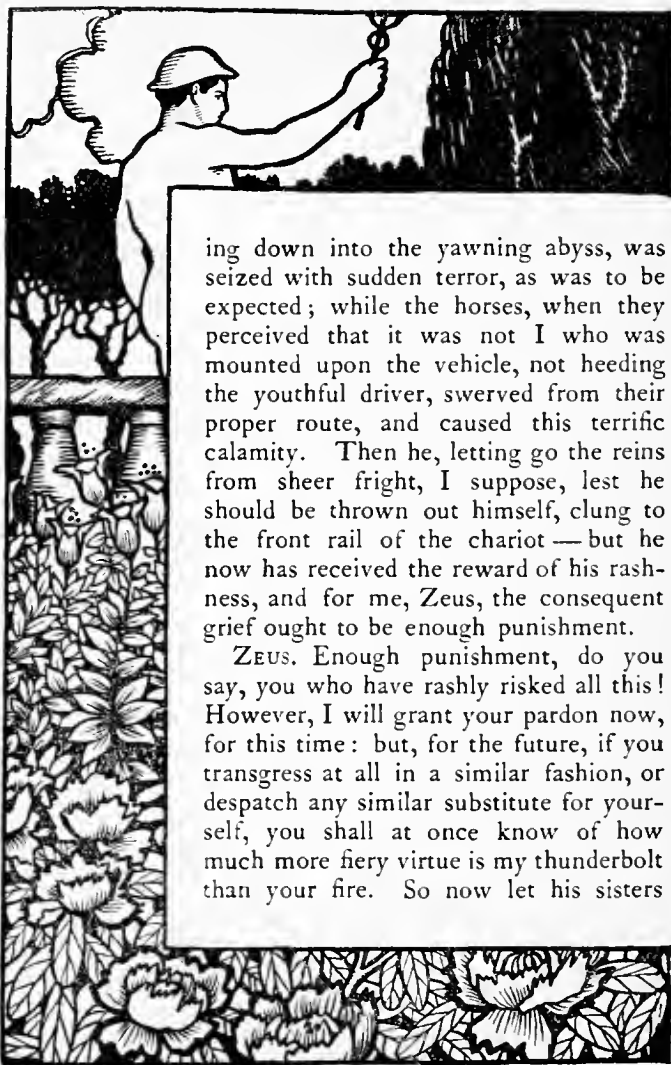 ing down into the yawning abyss, was
seized with sudden terror, as was to be
expected; while the horses, when they
perceived that it was not I who was
mounted upon the vehicle, not heeding
the youthful driver, swerved from their
proper route, and caused this terrific
calamity. Then he, letting go the reins
from sheer fright, I suppose, lest he
should be thrown out himself, clung to
the front rail of the chariot — but he
now has received the reward of his rash-
ness, and for me, Zeus, the consequent
grief ought to be enough punishment.
ZEUS. Enough punishment, do you
say, you who have rashly risked all this!
However, I will grant your pardon now,
for this time: but, for the future, if you
transgress at all in a similar fashion, or
despatch any similar substitute for your-
self, you shall at once know of how
much more fiery virtue is my thunderbolt
than your fire. So now let his sisters